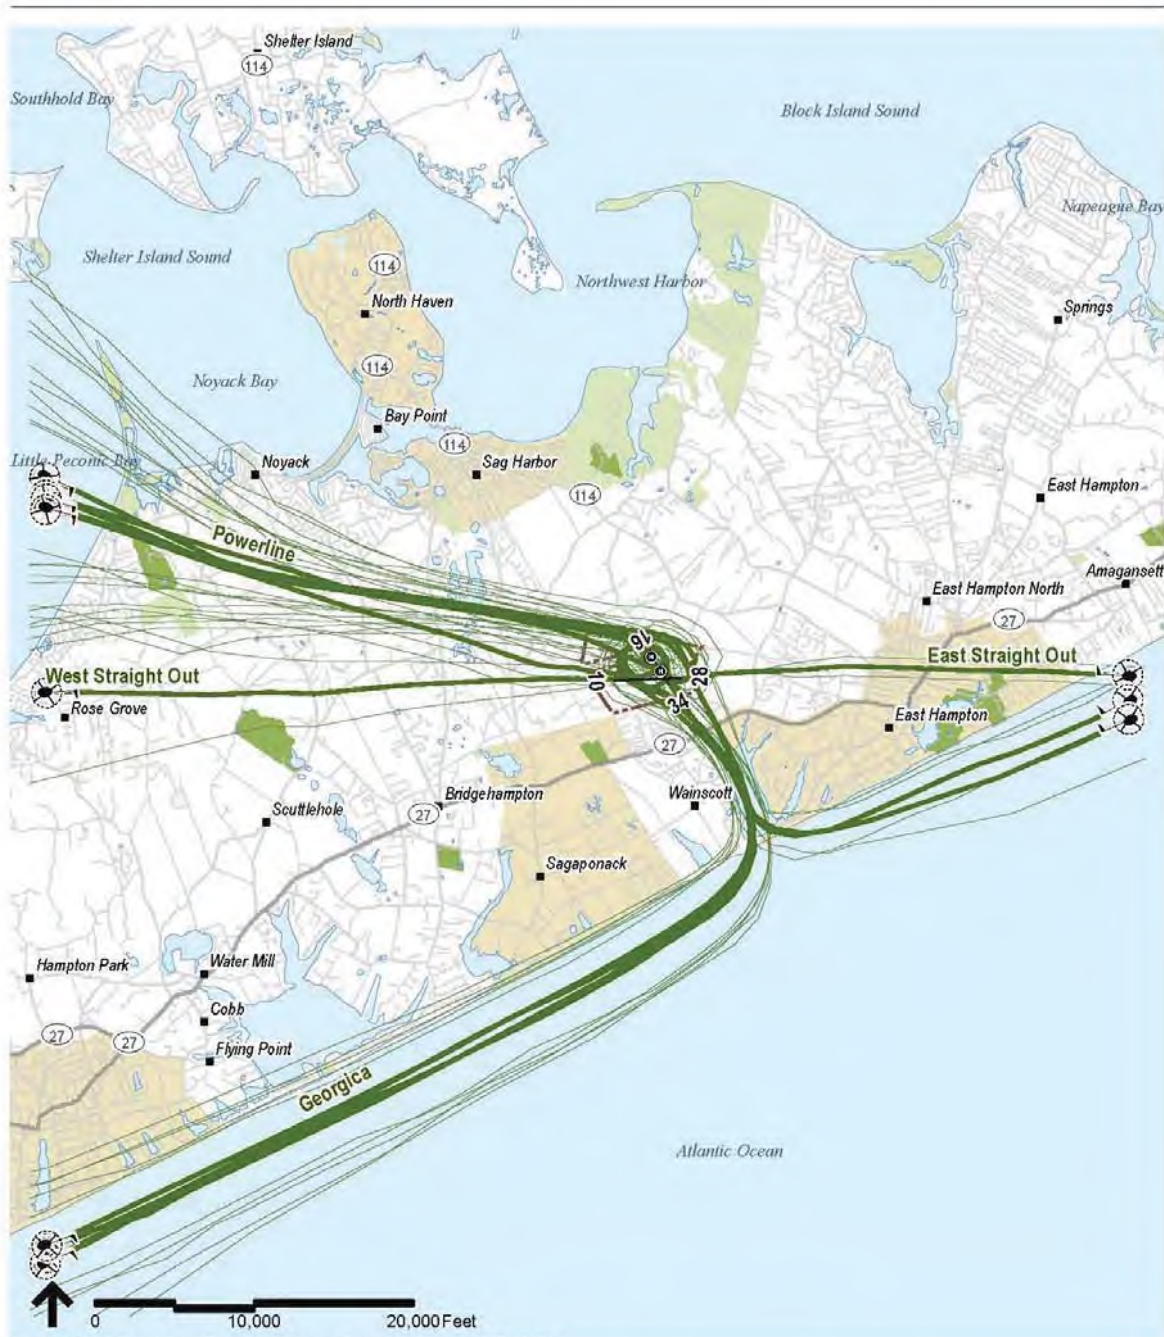 Shelter Island
114
Southhold Bay
Block Island Sound
Napeague Bay
Shelter Island Sound
114
Northwest Harbor
North Haven
Springs
114
Noyack Bay
Bay Point
114
Little Peconic Bay
Noyack
Sag Harbor
East Hampton
114
Powerline
Amagansett
East Hampton North
27
16
East Straight Out
West Straight Out
10
28
34
Rose Grove
East Hampton
27
Wainscott
Bridgehampton
27
Scuttlehole
Sagaponack
Hampton Park
Water Mill
Cobb
27
27
Flying Point
Georgica
Atlantic Ocean
0 10,000 20,000 Feet